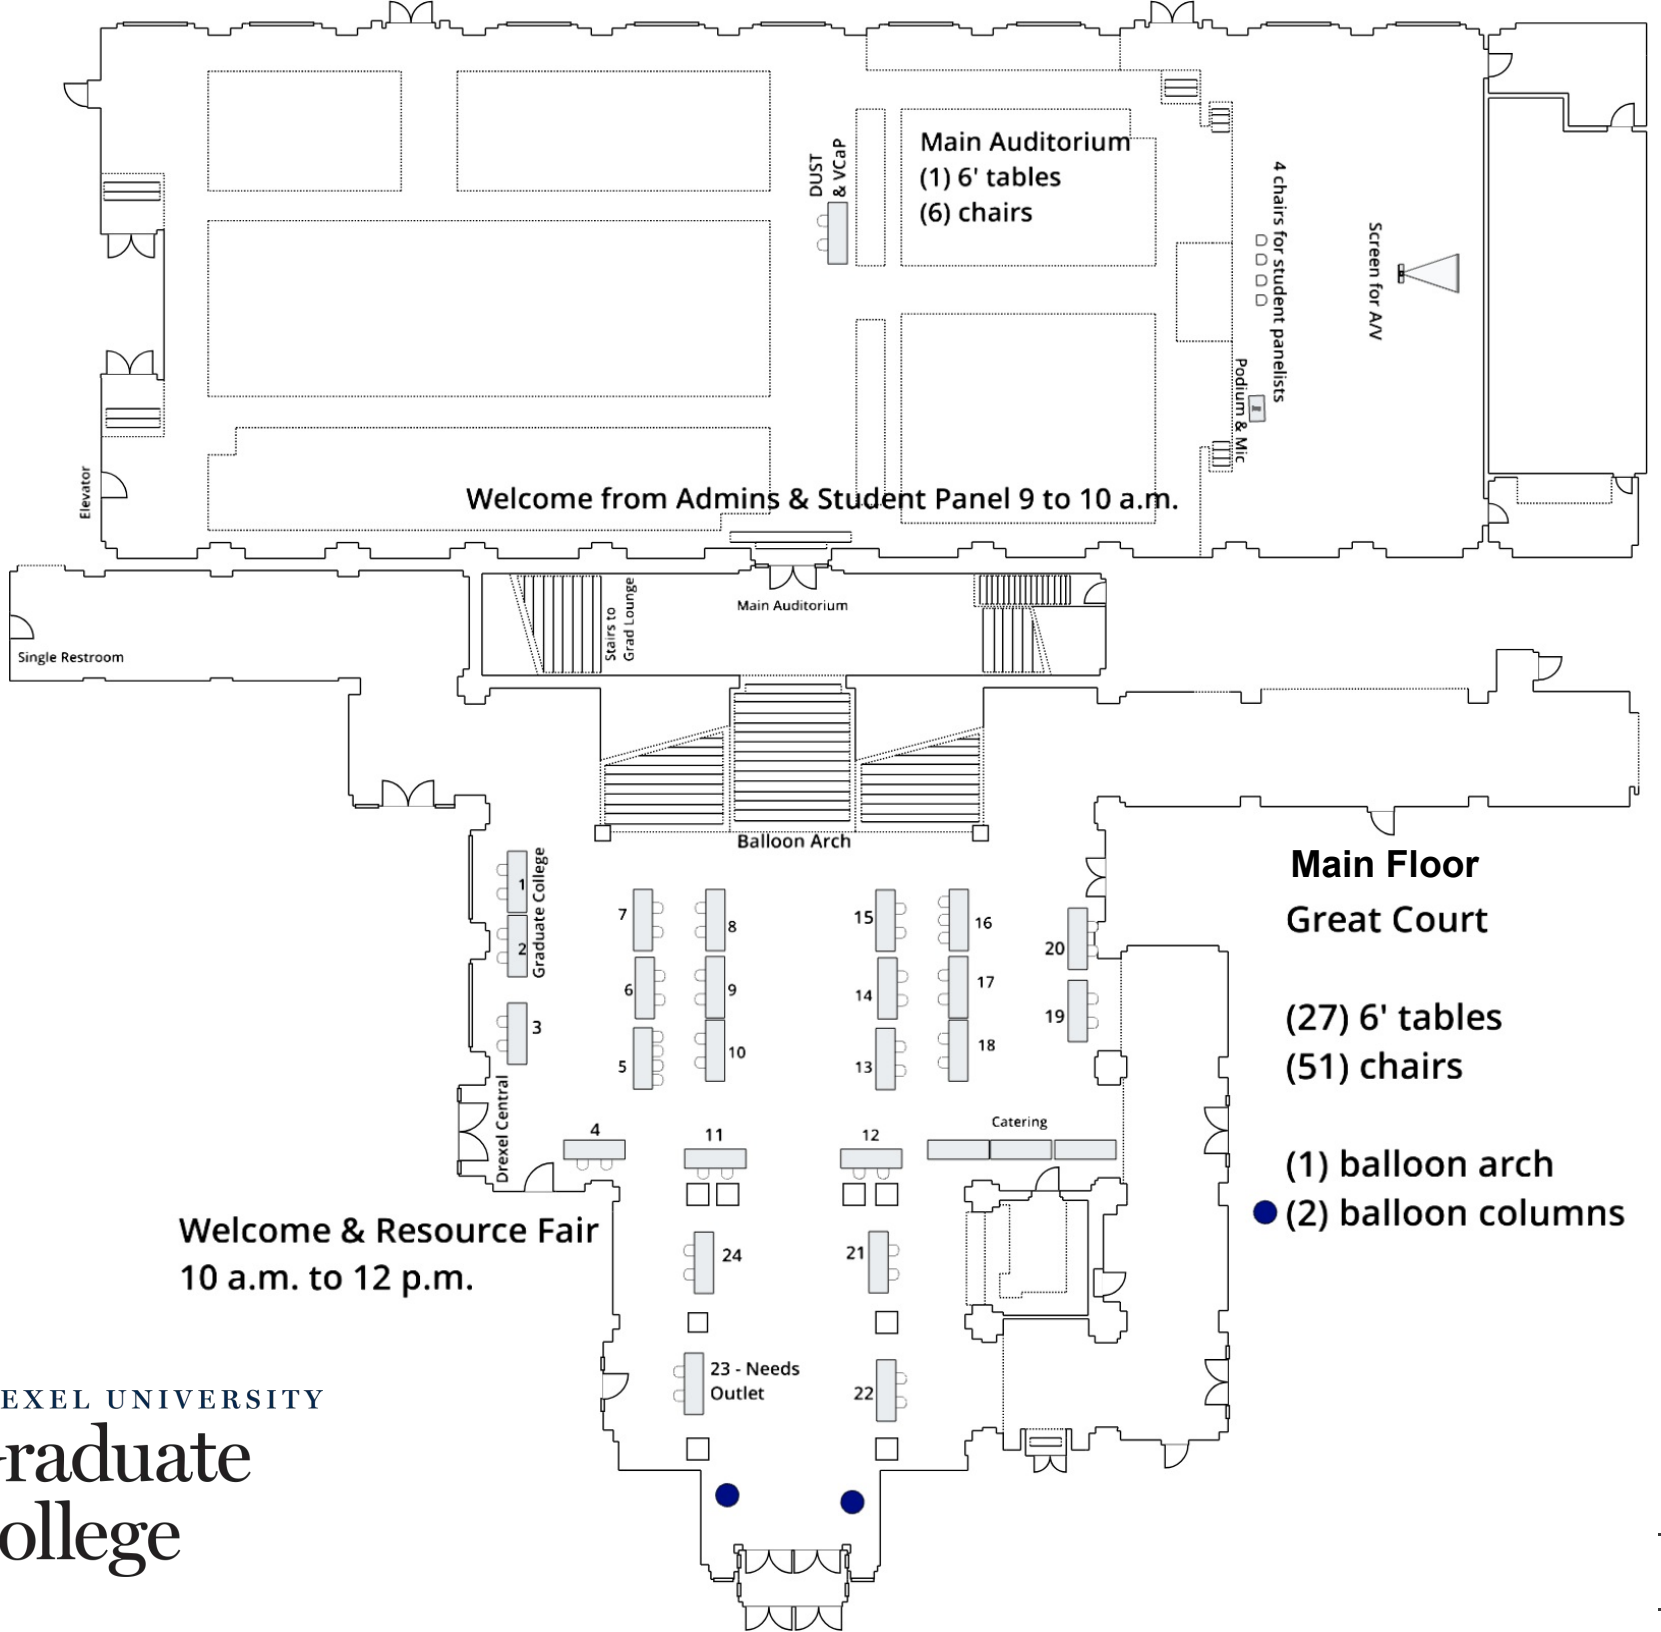 Main Auditorium
(1) 6' tables
(6) chairs
DUST
& VCaP
4 chairs for student panelists
Screen for A/V
Podium & Mic
Elevator
Welcome from Admins & Student Panel 9 to 10 a.m.
Single Restroom
Stairs to
Grad Lounge
Main Auditorium
Balloon Arch
Main Floor
Great Court
(27) 6' tables
(51) chairs
(1) balloon arch
(2) balloon columns
1
2
Graduate College
3
Drexel Central
4
7
6
5
8
9
10
11
15
14
13
12
16
17
18
20
19
Catering
Welcome & Resource Fair
10 a.m. to 12 p.m.
24
21
23 - Needs
Outlet
22
EXEL UNIVERSITY
raduate
ollege